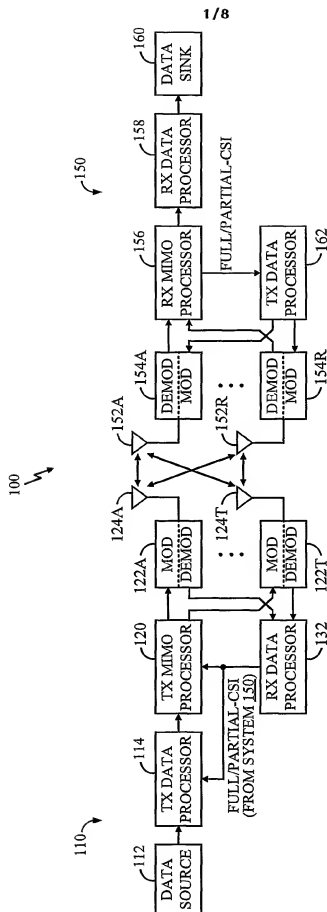 1/8
100
110
150
112
DATA
SOURCE
114
TX DATA
PROCESSOR
120
TX MIMO
PROCESSOR
122A
MOD
DEMOD
124A
152A
154A
DEMOD
MOD
156
RX MIMO
PROCESSOR
158
RX DATA
PROCESSOR
160
DATA
SINK
FULL/PARTIAL-CSI
(FROM SYSTEM 150)
132
RX DATA
PROCESSOR
122T
MOD
DEMOD
124T
152R
154R
DEMOD
MOD
FULL/PARTIAL-CSI
162
TX DATA
PROCESSOR